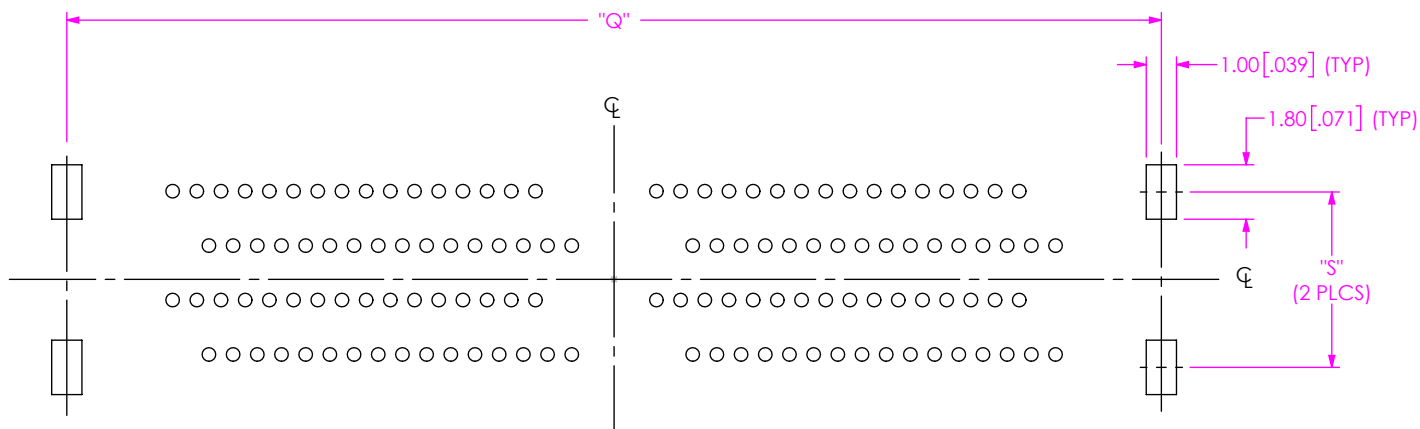 "Q"
1.00[.039] (TYP)
℄
1.80[.071] (TYP)
"S"
(2 PLCS)
℄